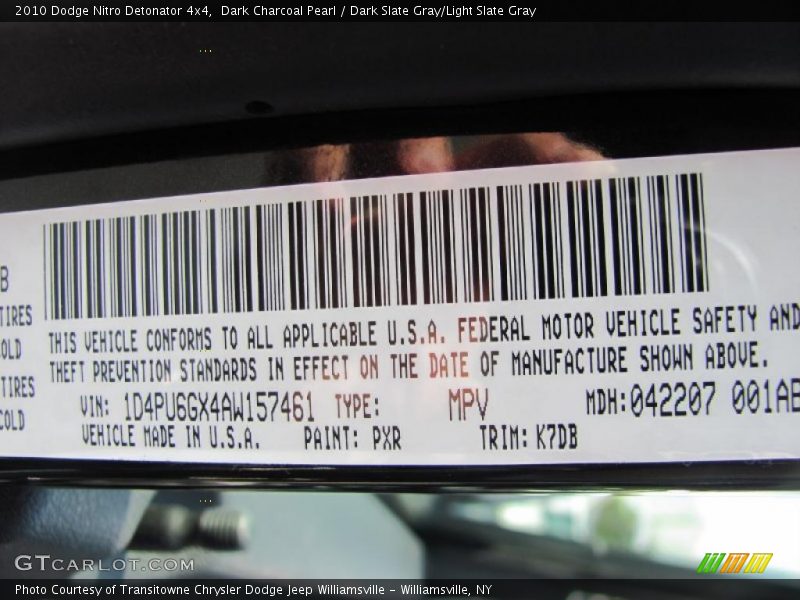 2010 Dodge Nitro Detonator 4x4, Dark Charcoal Pearl / Dark Slate Gray/Light Slate Gray
B
TIRES
COLD
TIRES
COLD
THIS VEHICLE CONFORMS TO ALL APPLICABLE U.S.A. FEDERAL MOTOR VEHICLE SAFETY AND
THEFT PREVENTION STANDARDS IN EFFECT ON THE DATE OF MANUFACTURE SHOWN ABOVE.
VIN: 1D4PU6GX4AW157461 TYPE: MPV MDH:042207 001AB
VEHICLE MADE IN U.S.A. PAINT: PXR TRIM: K7DB
GTCARLOT.COM
Photo Courtesy of Transitowne Chrysler Dodge Jeep Williamsville - Williamsville, NY